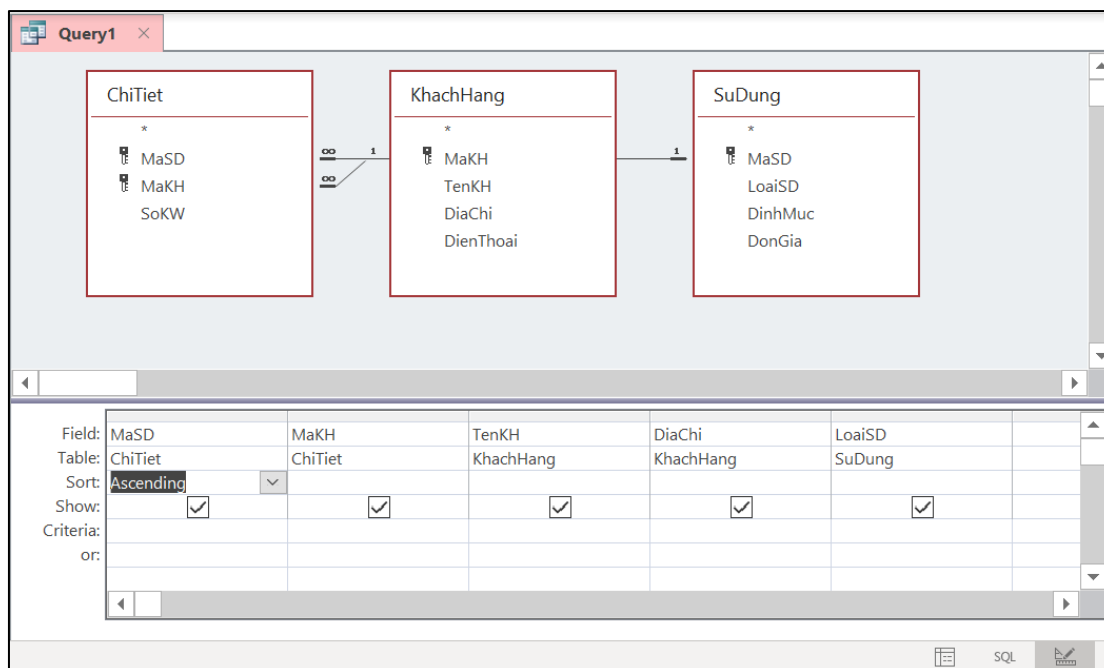 Query1
ChiTiet
*
MaSD
MaKH
SoKW
∞ 1
∞
KhachHang
*
MaKH
TenKH
DiaChi
DienThoai
1
SuDung
*
MaSD
LoaiSD
DinhMuc
DonGia
Field: MaSD MaKH TenKH DiaChi LoaiSD
Table: ChiTiet ChiTiet KhachHang KhachHang SuDung
Sort: Ascending
Show:
Criteria:
or:
SQL